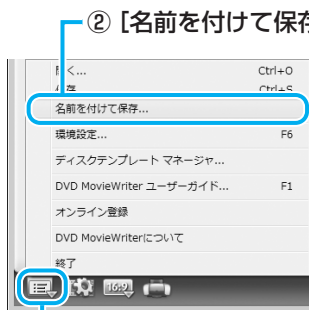 ② [名前を付けて保存
開く... Ctrl+O
保存 Ctrl+S
名前を付けて保存...
環境設定... F6
ディスクテンプレート マネージャ...
DVD MovieWriter ユーザーガイド... F1
オンライン登録
DVD MovieWriterについて
終了
16:9